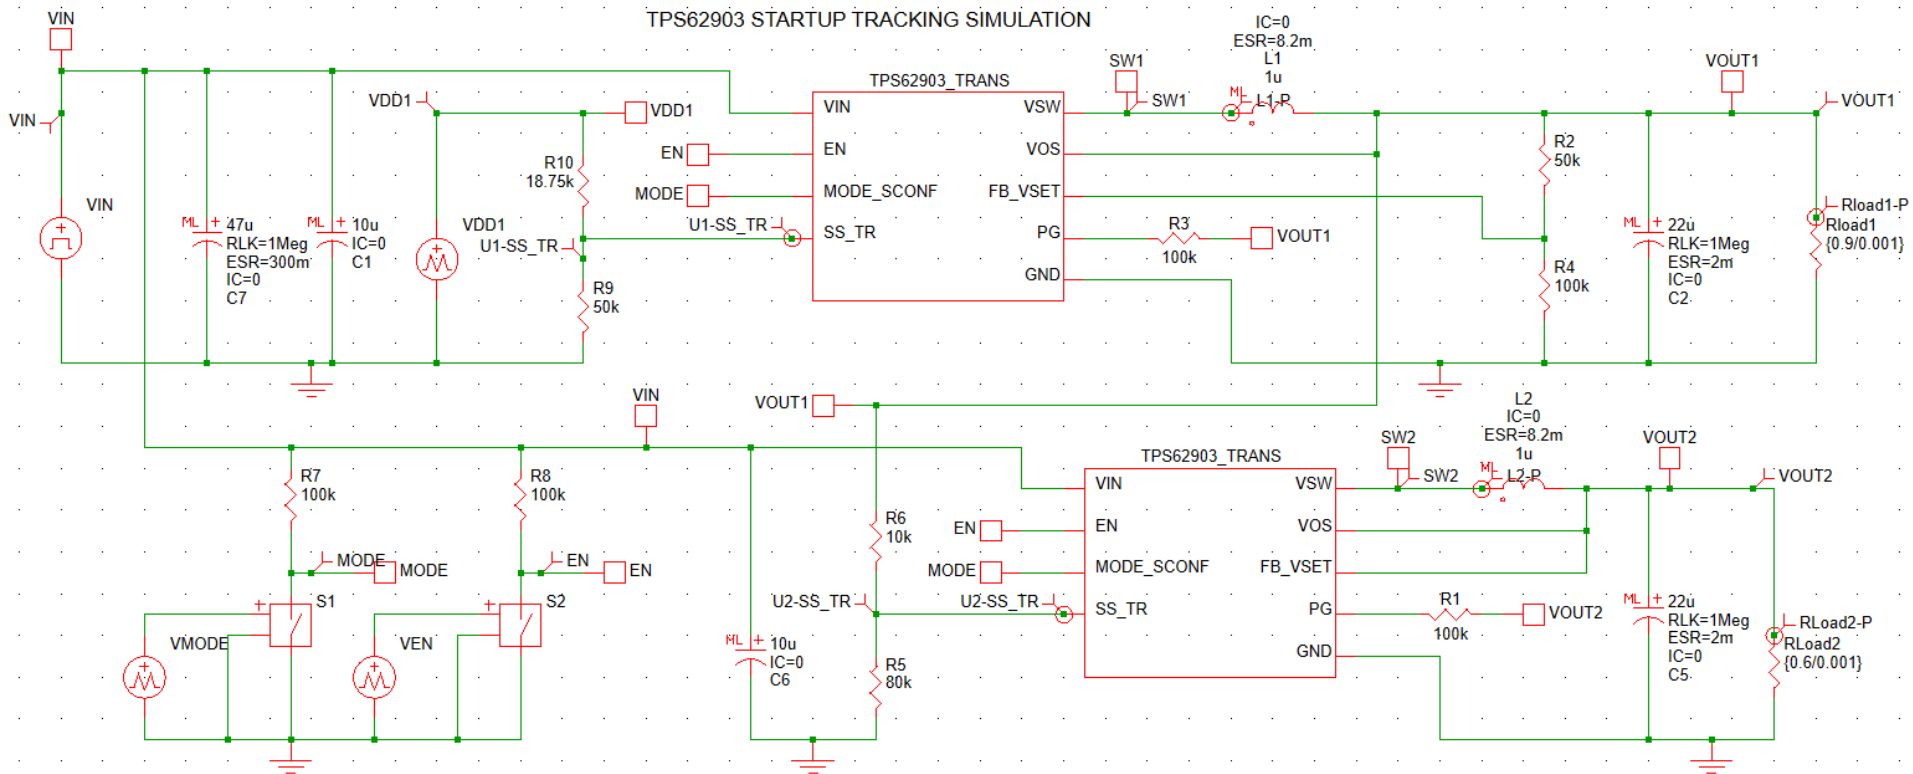 TPS62903 STARTUP TRACKING SIMULATION
VIN
VIN
VIN
47u
RLK=1Meg
ESR=300m
IC=0
C7
ML
+
10u
IC=0
C1
ML
+
VDD1
VDD1
VDD1
R10
18.75k
U1-SS_TR
U1-SS_TR
R9
50k
EN
MODE
TPS62903_TRANS
VIN
EN
MODE_SCONF
SS_TR
VSW
VOS
FB_VSET
PG
GND
SW1
SW1
IC=0
ESR=8.2m
L1
1u
ML
L1-P
R3
100k
VOUT1
R2
50k
R4
100k
VOUT1
VOUT1
ML
+
22u
RLK=1Meg
ESR=2m
IC=0
C2
Rload1-P
Rload1
{0.9/0.001}
VIN
VOUT1
R7
100k
R8
100k
MODE
MODE
EN
EN
+
S1
+
S2
VMODE
VEN
ML
+
10u
IC=0
C6
R6
10k
U2-SS_TR
U2-SS_TR
R5
80k
EN
MODE
TPS62903_TRANS
VIN
EN
MODE_SCONF
SS_TR
VSW
VOS
FB_VSET
PG
GND
SW2
SW2
L2
IC=0
ESR=8.2m
1u
ML
L2-P
R1
100k
VOUT2
VOUT2
VOUT2
ML
+
22u
RLK=1Meg
ESR=2m
IC=0
C5
RLoad2-P
RLoad2
{0.6/0.001}